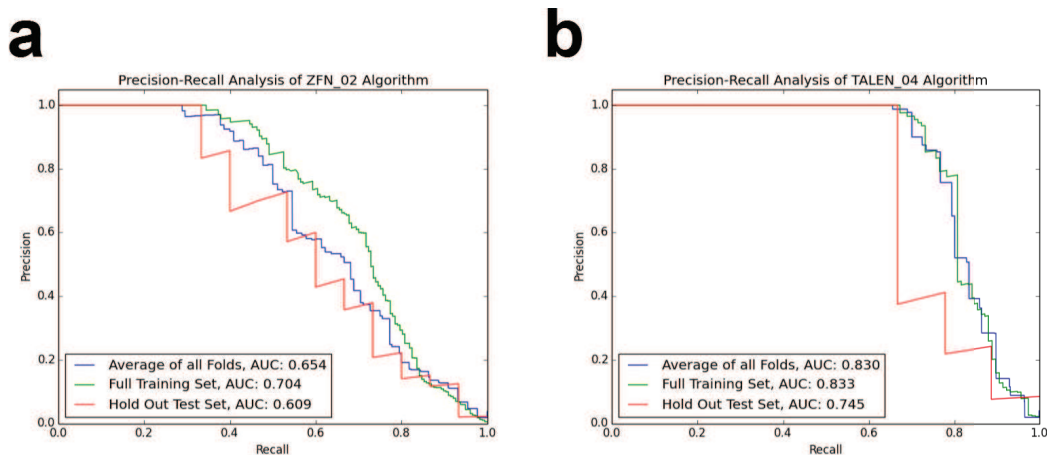 a
Precision-Recall Analysis of ZFN_02 Algorithm
1.0
0.8
0.6
0.4
0.2
0.0
Precision
Average of all Folds, AUC: 0.654
Full Training Set, AUC: 0.704
Hold Out Test Set, AUC: 0.609
0.0 0.2 0.4 0.6 0.8 1.0
Recall
b
Precision-Recall Analysis of TALEN_04 Algorithm
1.0
0.8
0.6
0.4
0.2
0.0
Precision
Average of all Folds, AUC: 0.830
Full Training Set, AUC: 0.833
Hold Out Test Set, AUC: 0.745
0.0 0.2 0.4 0.6 0.8 1.0
Recall